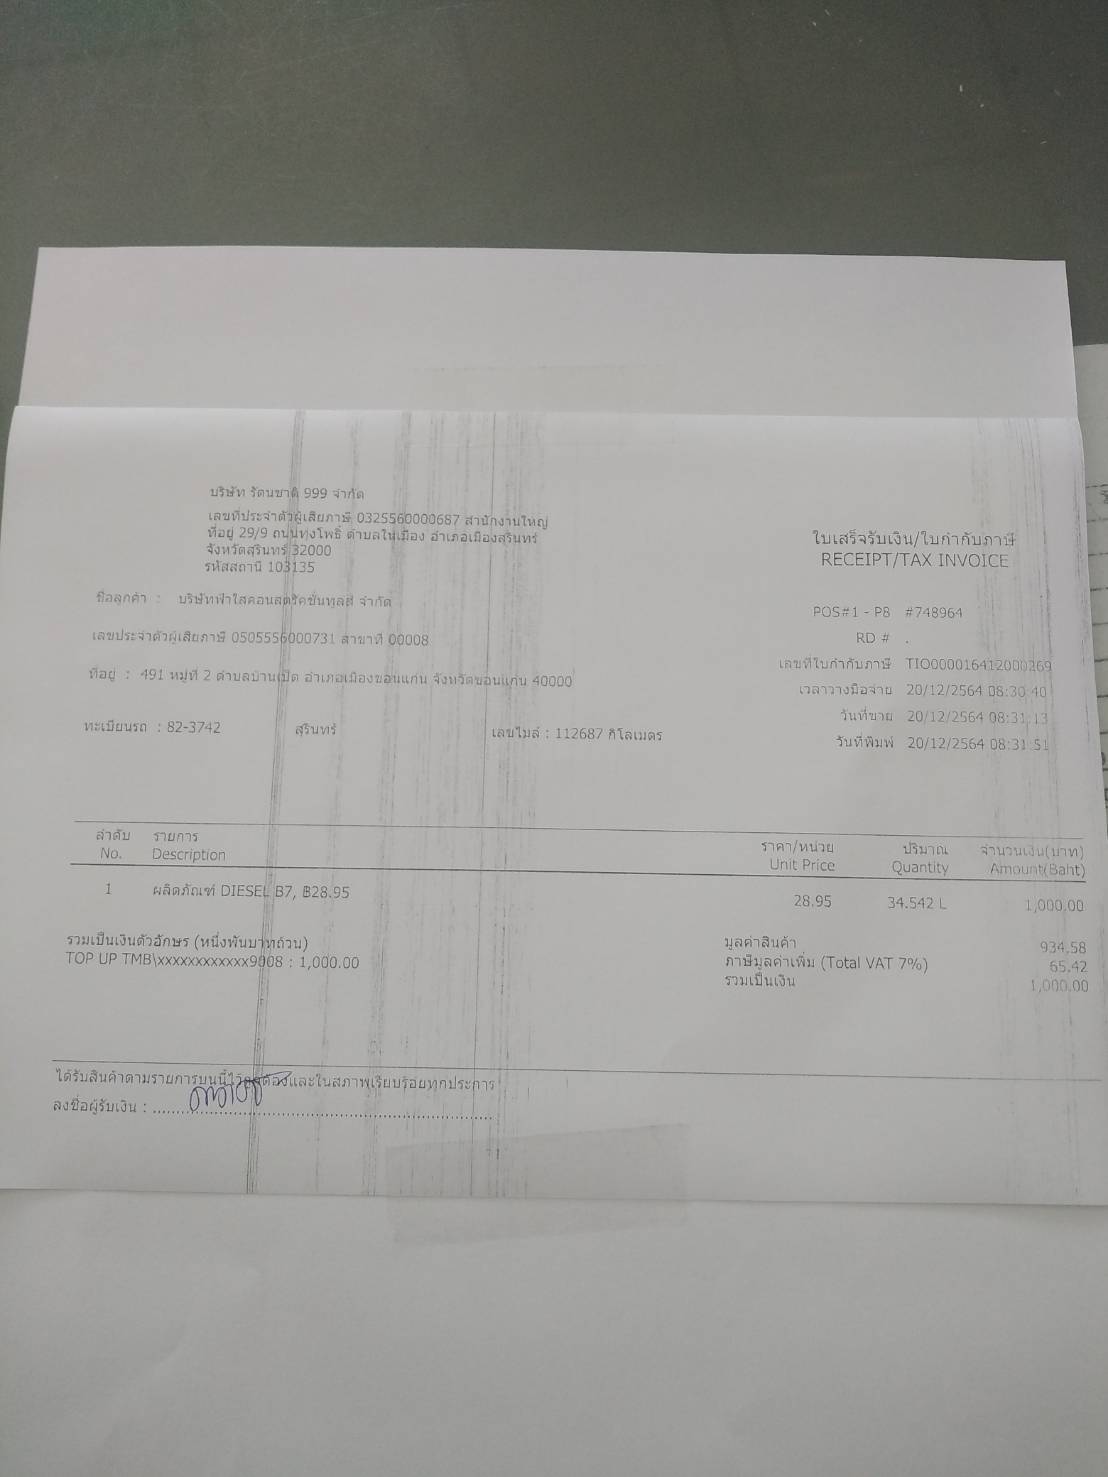 บริษัท รัตนชาติ 999 จำกัด
เลขที่ประจำตัวผู้เสียภาษี 0325560000687 สำนักงานใหญ่
ที่อยู่ 29/9 ถนนทุ่งโพธิ์ ตำบลในเมือง อำเภอเมืองสุรินทร์
จังหวัดสุรินทร์ 32000
รหัสสถานี 103135
ใบเสร็จรับเงิน/ใบกำกับภาษี
RECEIPT/TAX INVOICE
ชื่อลูกค้า : บริษัทฟ้าใสคอนสตรัคชั่นทูลส์ จำกัด
เลขประจำตัวผู้เสียภาษี 0505556000731 สาขาที่ 00008
ที่อยู่ : 491 หมู่ที่ 2 ตำบลบ้านเป็ด อำเภอเมืองขอนแก่น จังหวัดขอนแก่น 40000
ทะเบียนรถ : 82-3742 สุรินทร์ เลขไมล์ : 112687 กิโลเมตร
POS#1 - P8 #748964
RD # .
เลขที่ใบกำกับภาษี TIO000016412000269
เวลาวางมือจ่าย 20/12/2564 08:30:40
วันที่ขาย 20/12/2564 08:31:13
วันที่พิมพ์ 20/12/2564 08:31:51
ลำดับ รายการ ราคา/หน่วย ปริมาณ จำนวนเงิน(บาท)
No. Description Unit Price Quantity Amount(Baht)
1 ผลิตภัณฑ์ DIESEL B7, ฿28.95 28.95 34.542 L 1,000.00
รวมเป็นเงินตัวอักษร (หนึ่งพันบาทถ้วน)
TOP UP TMB\xxxxxxxxxxxx9008 : 1,000.00
มูลค่าสินค้า 934.58
ภาษีมูลค่าเพิ่ม (Total VAT 7%) 65.42
รวมเป็นเงิน 1,000.00
ได้รับสินค้าตามรายการบนนี้ไว้ถูกต้องและในสภาพเรียบร้อยทุกประการ
ลงชื่อผู้รับเงิน :